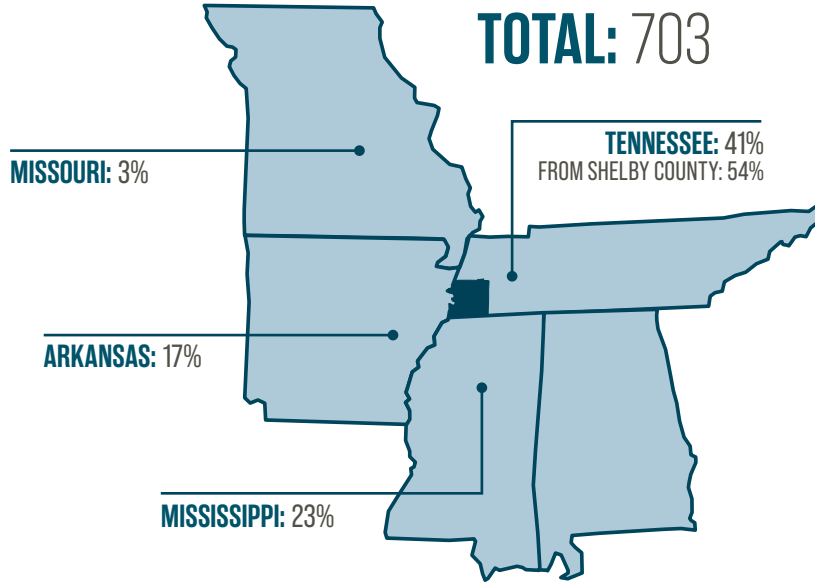 TOTAL: 703
TENNESSEE: 41%
FROM SHELBY COUNTY: 54%
MISSOURI: 3%
ARKANSAS: 17%
MISSISSIPPI: 23%